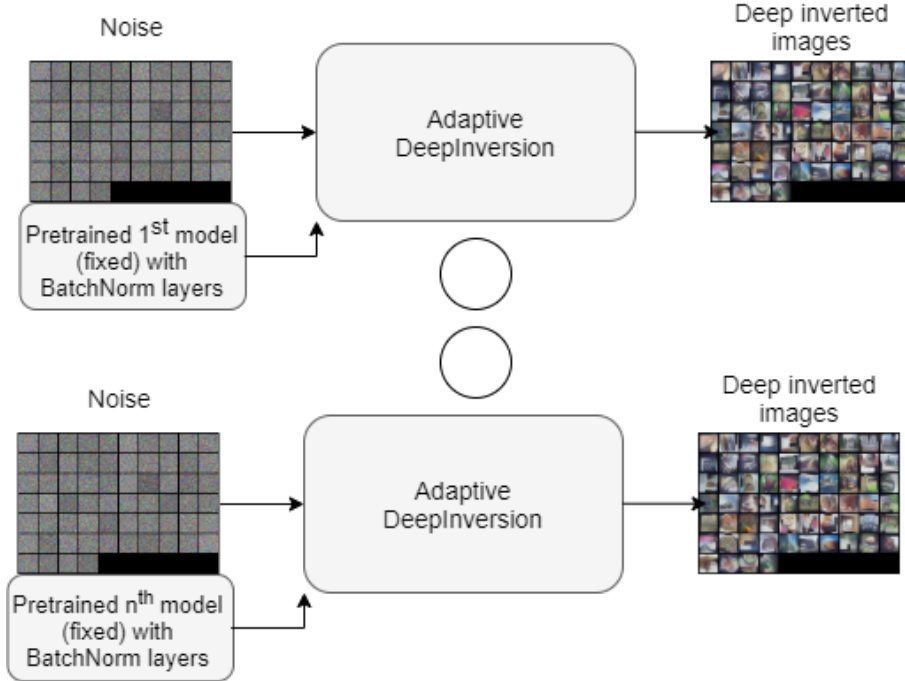 Noise
Deep inverted
images
Adaptive
DeepInversion
Pretrained 1st model
(fixed) with
BatchNorm layers
Noise
Deep inverted
images
Adaptive
DeepInversion
Pretrained nth model
(fixed) with
BatchNorm layers